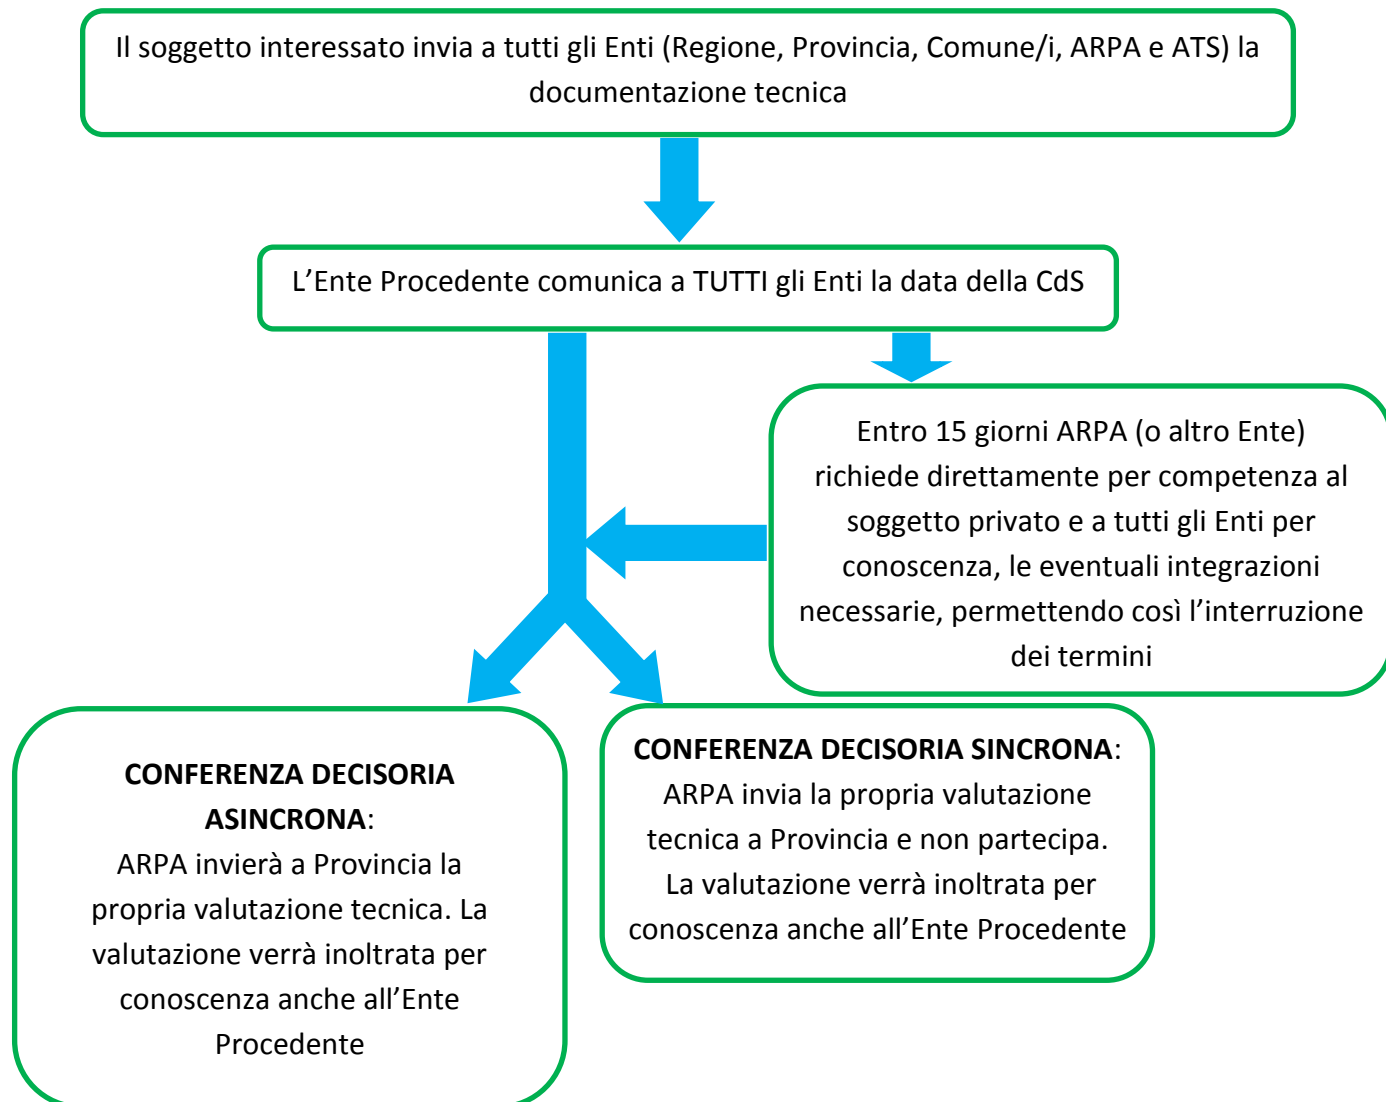 Il soggetto interessato invia a tutti gli Enti (Regione, Provincia, Comune/i, ARPA e ATS) la
documentazione tecnica
L’Ente Procedente comunica a TUTTI gli Enti la data della CdS
Entro 15 giorni ARPA (o altro Ente)
richiede direttamente per competenza al
soggetto privato e a tutti gli Enti per
conoscenza, le eventuali integrazioni
necessarie, permettendo così l’interruzione
dei termini
CONFERENZA DECISORIA
ASINCRONA:
ARPA invierà a Provincia la
propria valutazione tecnica. La
valutazione verrà inoltrata per
conoscenza anche all’Ente
Procedente
CONFERENZA DECISORIA SINCRONA:
ARPA invia la propria valutazione
tecnica a Provincia e non partecipa.
La valutazione verrà inoltrata per
conoscenza anche all’Ente Procedente